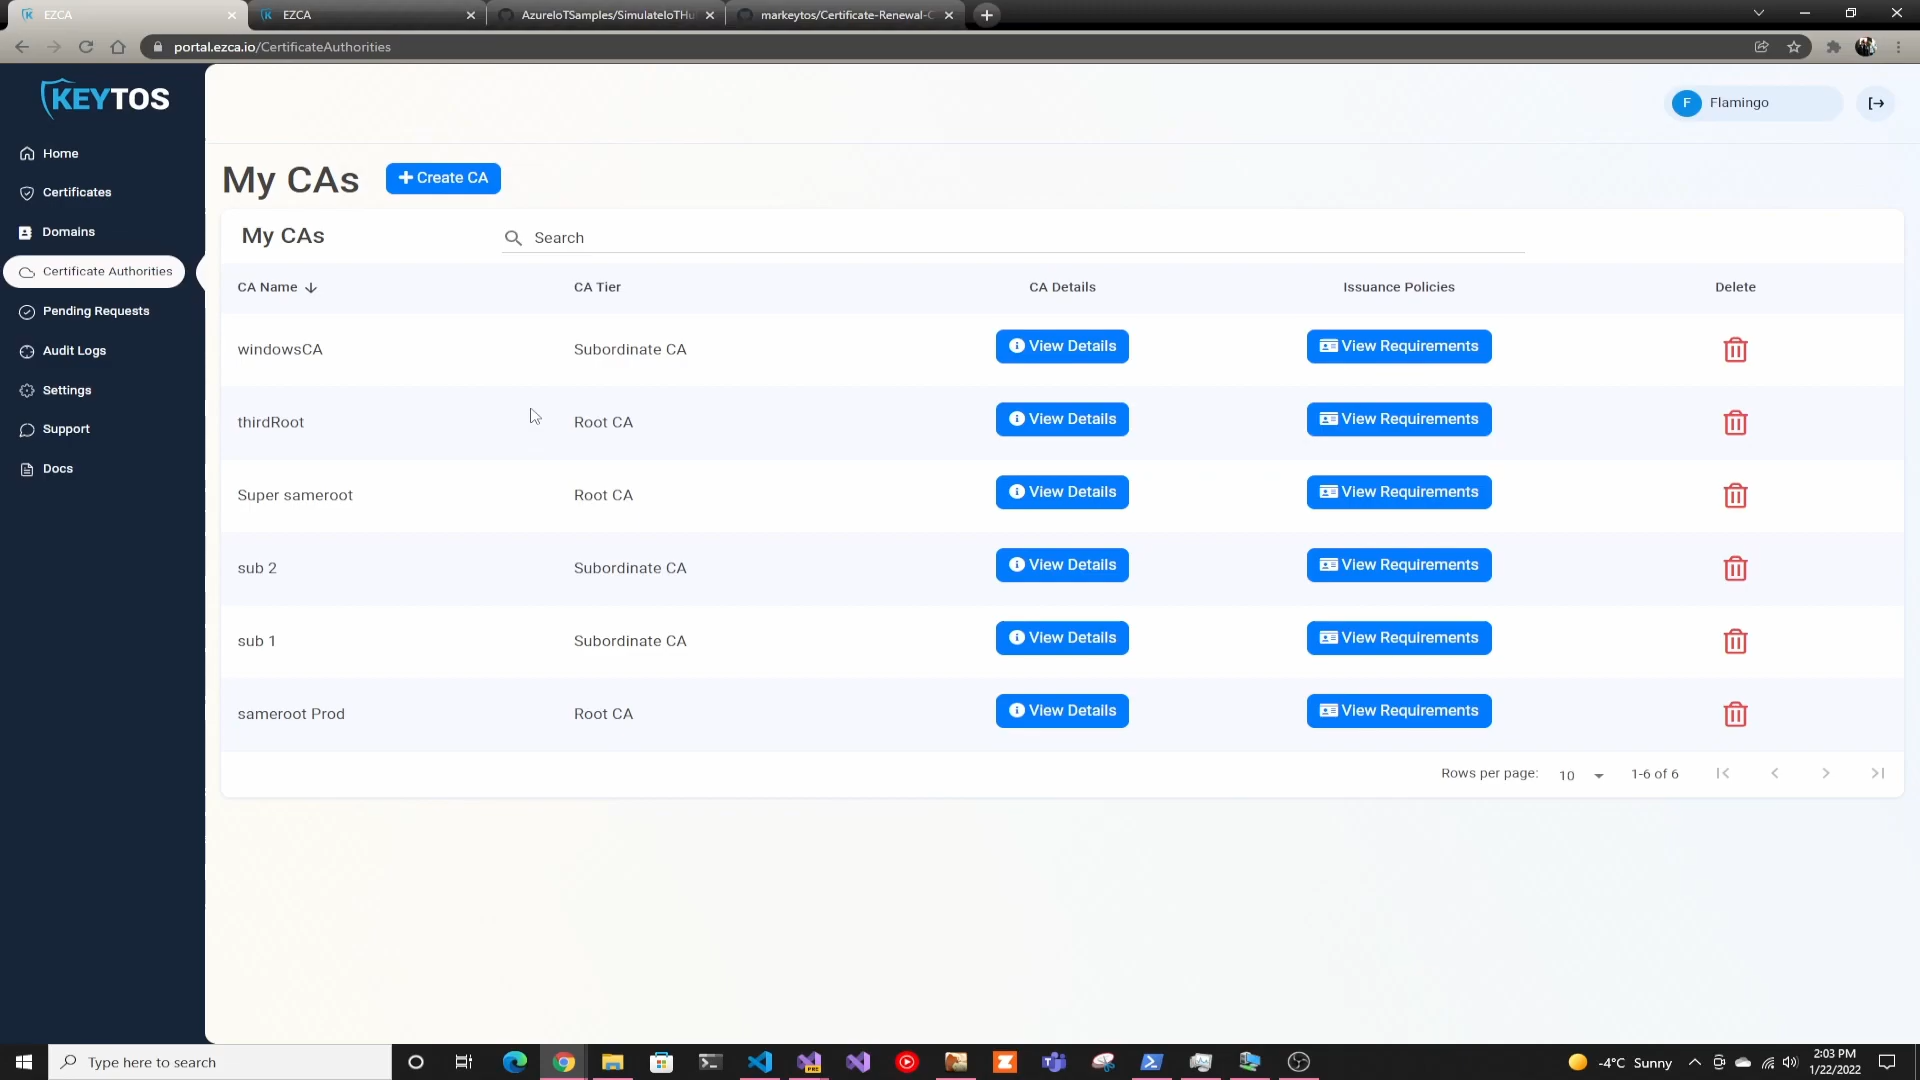 EZCA
EZCA
AzureIoTSamples/SimulateIoTHu
markeytos/Certificate-Renewal-C
portal.ezca.io/CertificateAuthorities
KEYTOS
F Flamingo
Home
Certificates
Domains
Certificate Authorities
Pending Requests
Audit Logs
Settings
Support
Docs
My CAs
Create CA
My CAs
Search
CA Name CA Tier CA Details Issuance Policies Delete
windowsCA Subordinate CA View Details View Requirements
thirdRoot Root CA View Details View Requirements
Super sameroot Root CA View Details View Requirements
sub 2 Subordinate CA View Details View Requirements
sub 1 Subordinate CA View Details View Requirements
sameroot Prod Root CA View Details View Requirements
Rows per page: 10 1-6 of 6
Type here to search
PRE
-4°C Sunny
2:03 PM
1/22/2022